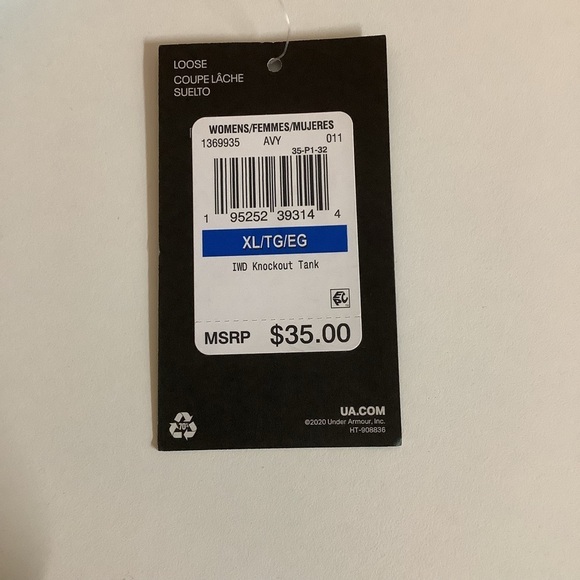 LOOSE
COUPE LÂCHE
SUELTO
WOMENS/FEMMES/MUJERES
1369935 AVY 011
35-P1-32
1 95252 39314 4
XL/TG/EG
IWD Knockout Tank
MSRP $35.00
UA.COM
©2020 Under Armour, Inc.
HT-908836